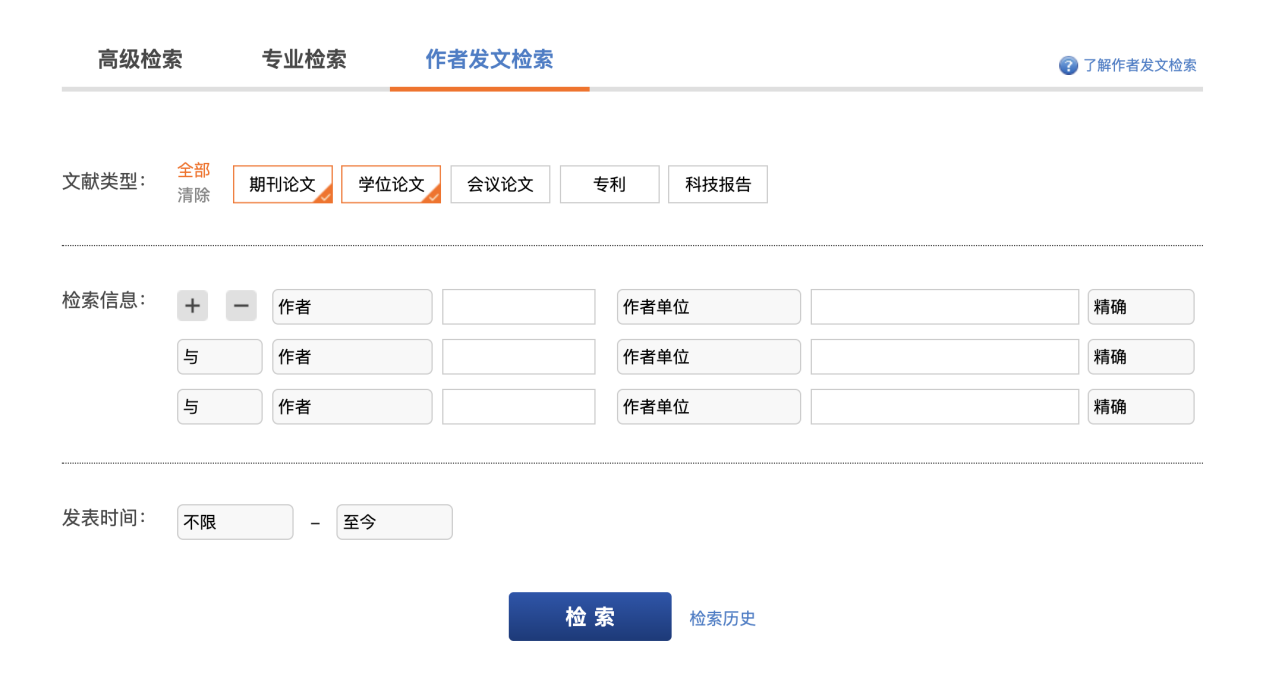 高级检索 专业检索 作者发文检索 ? 了解作者发文检索
文献类型: 全部 清除 期刊论文 学位论文 会议论文 专利 科技报告
检索信息: + − 作者 作者单位 精确
与 作者 作者单位 精确
与 作者 作者单位 精确
发表时间: 不限 – 至今
检 索 检索历史